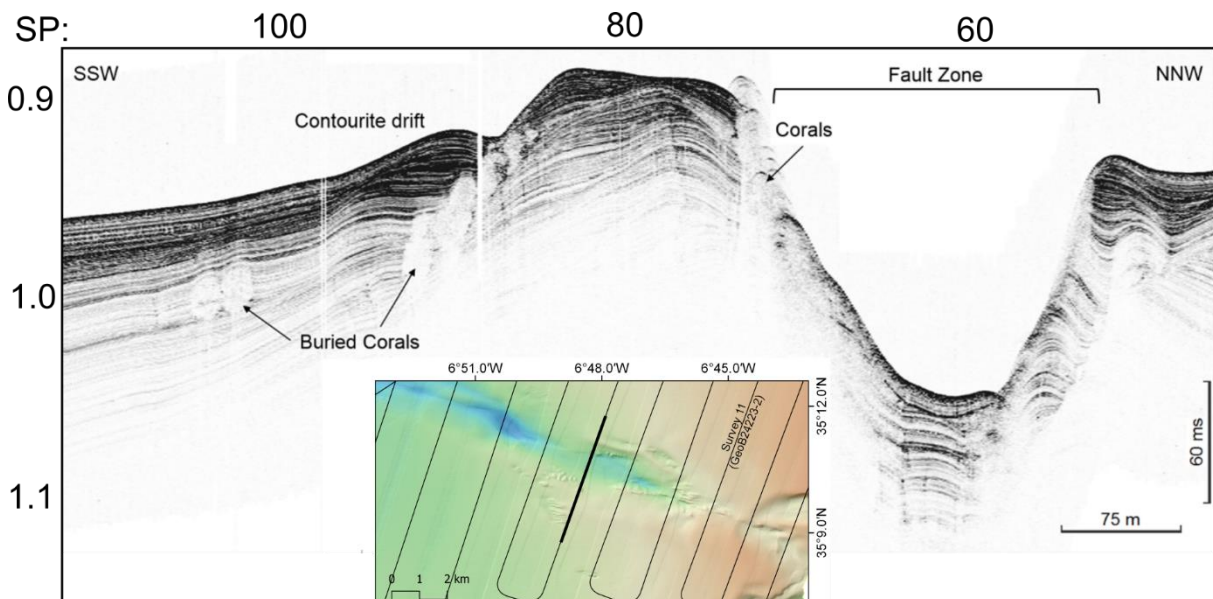 SP: 100 80 60
SSW NNW
0.9
Fault Zone
Contourite drift
Corals
1.0
Buried Corals
6°51.0'W 6°48.0'W 6°45.0'W
35°12.0'N
Survey 11
(GeoB24223-2)
60 ms
1.1
75 m
35°9.0'N
0 1 2 km